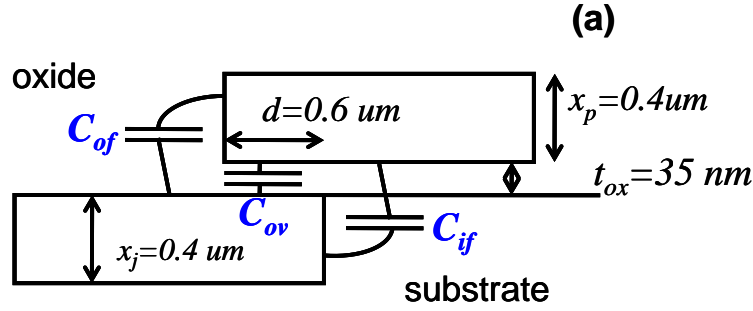 (a)
oxide
d=0.6 um
x_p=0.4um
C_of
t_ox=35 nm
C_ov
x_j=0.4 um
C_if
substrate